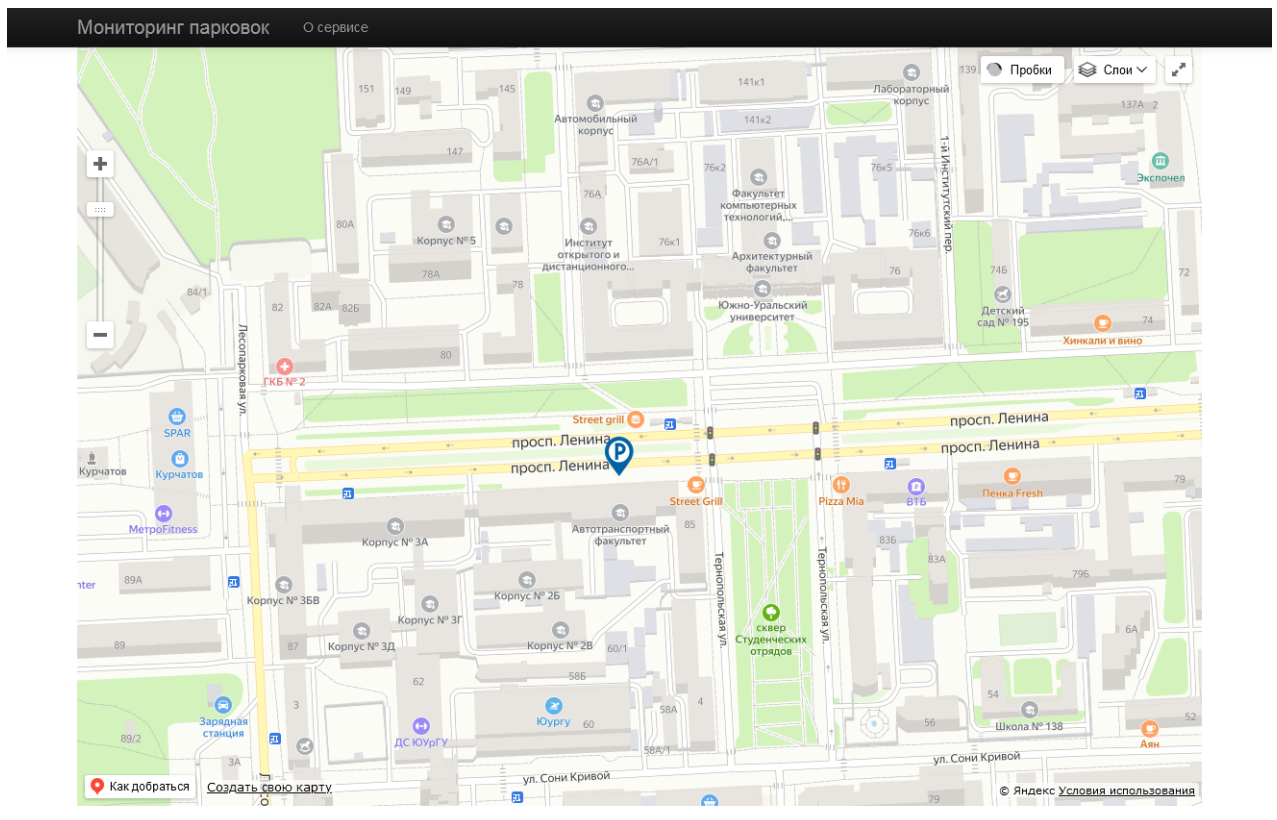 Мониторинг парковок О сервисе
139 Пробки Слои
151 149 145 141к1 Лабораторный
корпус
137А 2
Автомобильный
корпус
141к2
147 76А/1 76к2 76к5 1-й Институтский пер.
Экспочел
Факультет
компьютерных
технологий,...
76А
80А
Корпус № 5
Институт
открытого и
дистанционного...
76к1
76к6
Архитектурный
факультет
78А 78 76 74Б 72
84/1
82 82А 82Б
Южно-Уральский
университет
Детский
сад № 195
74
Хинкали и вино
Лесопарковая ул.
80
ГКБ № 2
SPAR
Street grill
просп. Ленина
просп. Ленина
просп. Ленина
просп. Ленина
P
Курчатов
Курчатов
79
Street Grill
Pizza Mia
ВТБ
Пенка Fresh
МетроFitness
Корпус № 3А
Автотранспортный
факультет
85
83Б
83А
79Б
Тернопольская ул.
Тернопольская ул.
nter
89А
Корпус № 3БВ
Корпус № 2Б
Корпус № 3Г
сквер
Студенческих
отрядов
6А
89
87
Корпус № 3Д
Корпус № 2В
60/1
62
58Б
54
3
Зарядная
станция
Юургу
60
58А
4
56
Школа № 138
52
89/2
ДС ЮУрГУ
58А/1
Аян
3А
ул. Сони Кривой
ул. Сони Кривой
Как добраться Создать свою карту
79
© Яндекс Условия использования